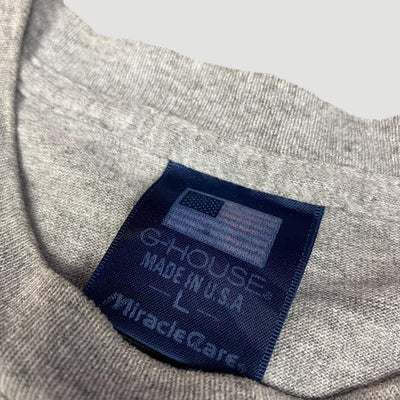 G-HOUSE®
MADE IN U.S.A
- L -
MiracleCare